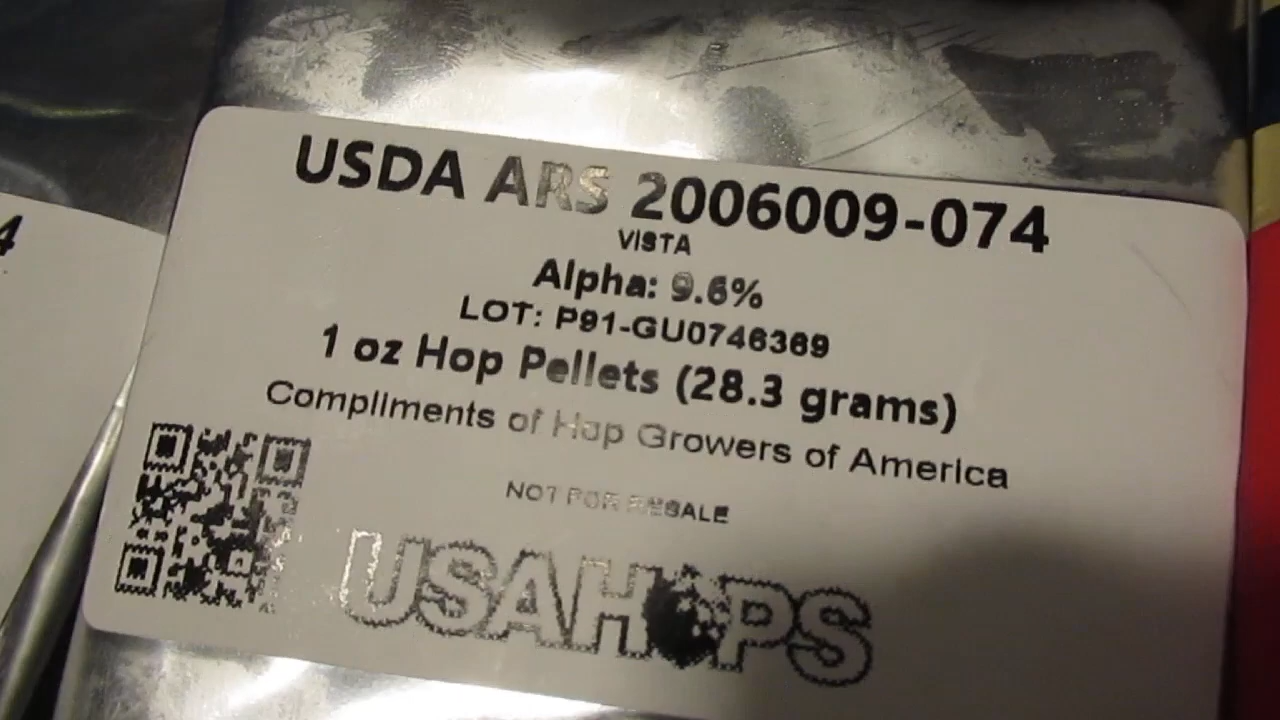 USDA ARS 2006009-074
VISTA
Alpha: 9.6%
LOT: P91-GU0746369
1 oz Hop Pellets (28.3 grams)
Compliments of Hop Growers of America
NOT FOR RESALE
USAHOPS
4